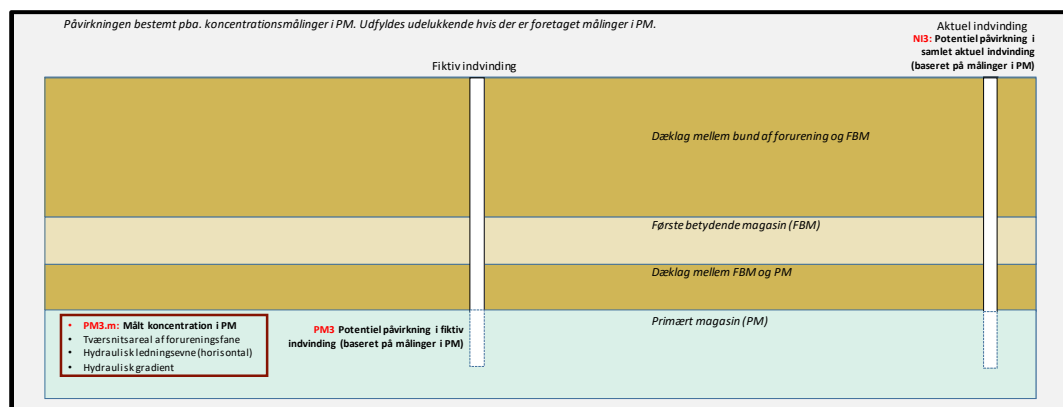 Påvirkningen bestemt pba. koncentrationsmålinger i PM. Udfyldes udelukkende hvis der er foretaget målinger i PM.
Aktuel indvinding
NI3: Potentiel påvirkning i
samlet aktuel indvinding
(baseret på målinger i PM)
Fiktiv indvinding
Dæklag mellem bund af forurening og FBM
Første betydende magasin (FBM)
Dæklag mellem FBM og PM
Primært magasin (PM)
• PM3.m: Målt koncentration i PM
• Tværsnitsareal af forureningsfane
• Hydraulisk ledningsevne (horisontal)
• Hydraulisk gradient
PM3 Potentiel påvirkning i fiktiv
indvinding (baseret på målinger i PM)